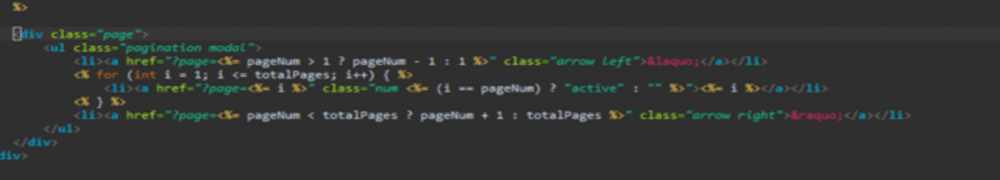 %>
<div class="page">
<ul class="pagination modal">
<li><a href="?page=<%= pageNum > 1 ? pageNum - 1 : 1 %>" class="arrow left">&laquo;</a></li>
<% for (int i = 1; i <= totalPages; i++) { %>
<li><a href="?page=<%= i %>" class="num <%= (i == pageNum) ? "active" : "" %>"><%= i %></a></li>
<% } %>
<li><a href="?page=<%= pageNum < totalPages ? pageNum + 1 : totalPages %>" class="arrow right">&raquo;</a></li>
</ul>
</div>
div>